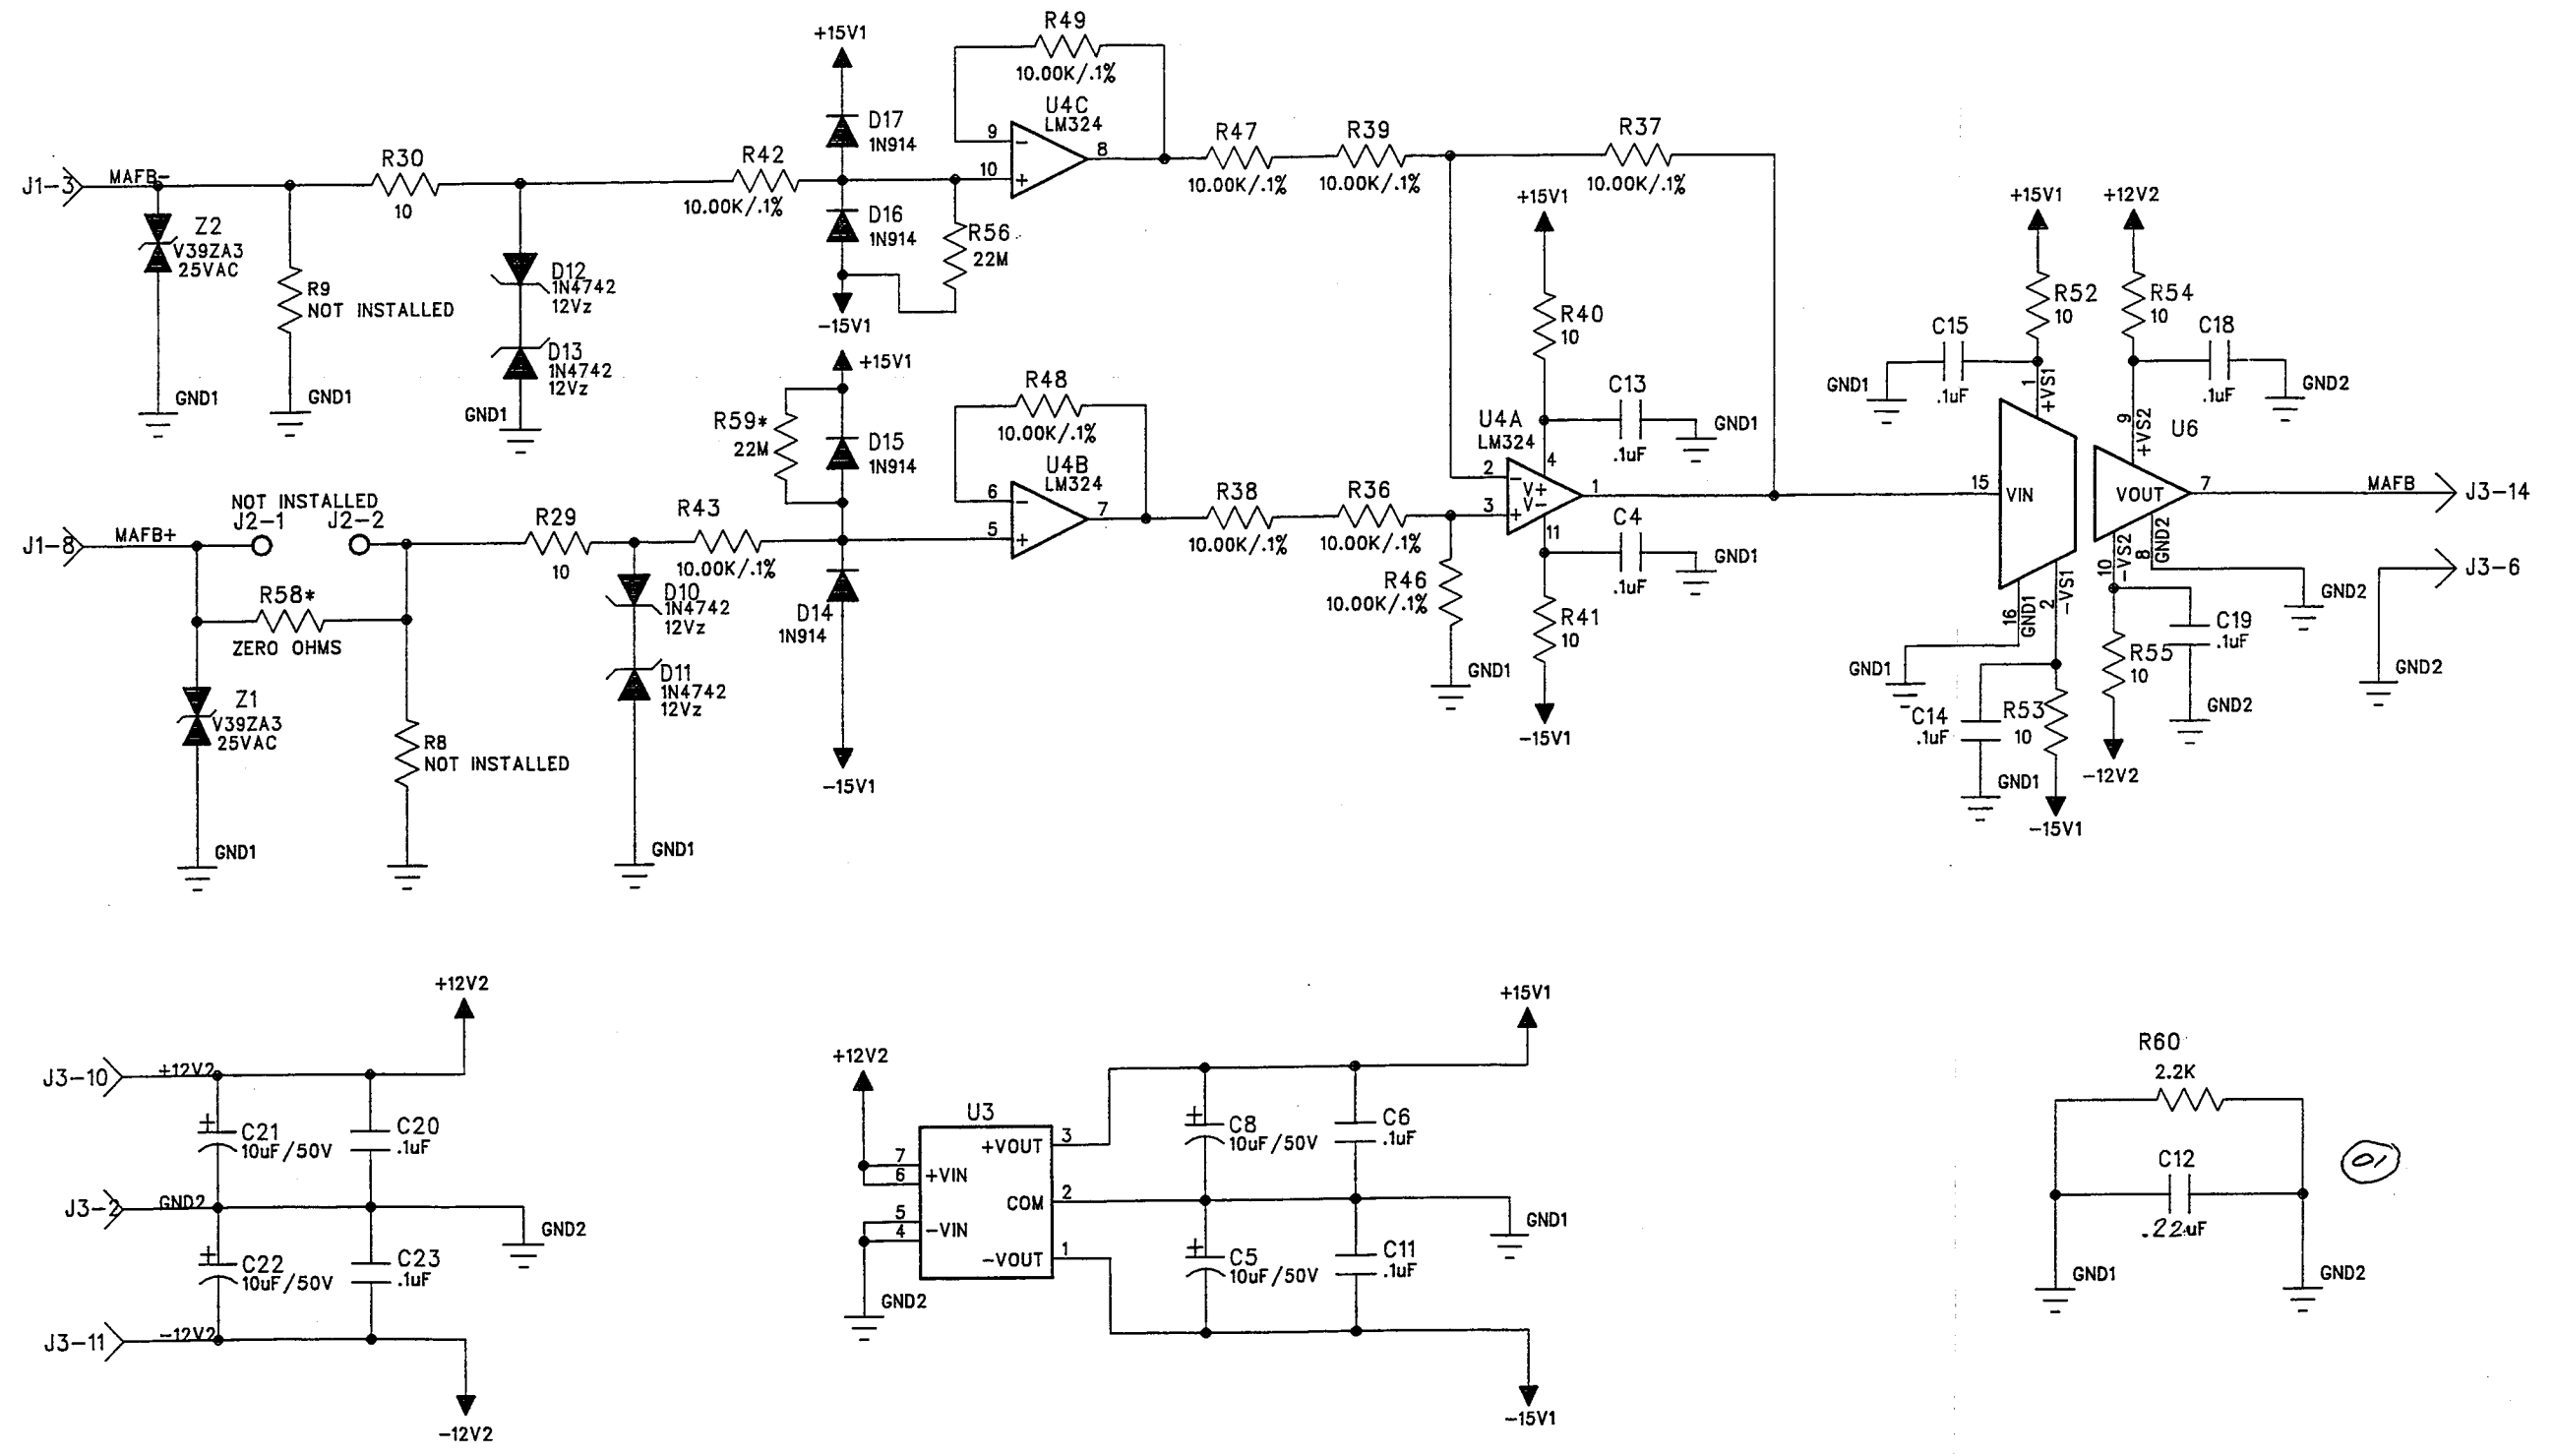 +15V1
R49
10.00K/.1%
U4C
LM324
D17
1N914
9
10
8
J1-3
MAFB-
R30
10
R42
10.00K/.1%
R47
10.00K/.1%
R39
10.00K/.1%
R37
10.00K/.1%
Z2
V39ZA3
25VAC
R9
NOT INSTALLED
D12
1N4742
12Vz
D13
1N4742
12Vz
D16
1N914
R56
22M
-15V1
GND1
GND1
GND1
+15V1
R59*
22M
D15
1N914
R48
10.00K/.1%
U4B
LM324
6
5
7
+15V1
R40
10
C13
.1uF
GND1
U4A
LM324
4
2
3
V+
V-
1
11
C4
.1uF
GND1
R41
10
-15V1
NOT INSTALLED
J2-1
J2-2
J1-8
MAFB+
R29
10
R43
10.00K/.1%
R38
10.00K/.1%
R36
10.00K/.1%
R46
10.00K/.1%
GND1
R58*
ZERO OHMS
D10
1N4742
12Vz
D11
1N4742
12Vz
D14
1N914
-15V1
Z1
V39ZA3
25VAC
R8
NOT INSTALLED
GND1
GND1
+15V1
+12V2
R52
10
R54
10
C15
.1uF
C18
.1uF
GND1
GND2
1
+VS1
9
+VS2
U6
15
VIN
VOUT
7
MAFB
J3-14
16
GND1
2
-VS1
10
-VS2
8
GND2
GND2
J3-6
GND2
GND1
C14
.1uF
R53
10
GND1
-15V1
R55
10
-12V2
C19
.1uF
GND2
+12V2
J3-10
+12V2
C21
10uF/50V
C20
.1uF
J3-2
GND2
GND2
C22
10uF/50V
C23
.1uF
J3-11
-12V2
-12V2
+12V2
U3
7
6
+VIN
5
4
-VIN
+VOUT
3
COM
2
-VOUT
1
GND2
+15V1
C8
10uF/50V
C6
.1uF
GND1
C5
10uF/50V
C11
.1uF
-15V1
R60
2.2K
C12
.22uF
GND1
GND2
01